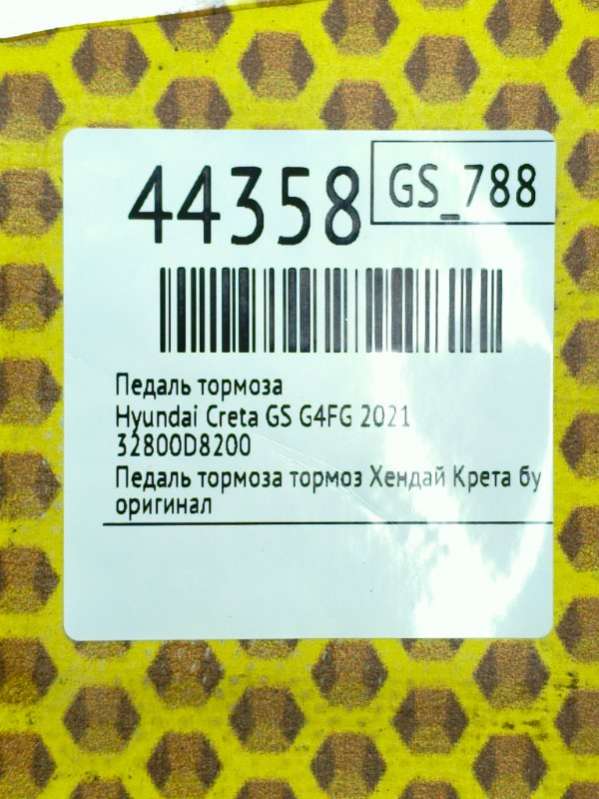 44358
GS_788
Педаль тормоза
Hyundai Creta GS G4FG 2021
32800D8200
Педаль тормоза тормоз Хендай Крета бу
оригинал